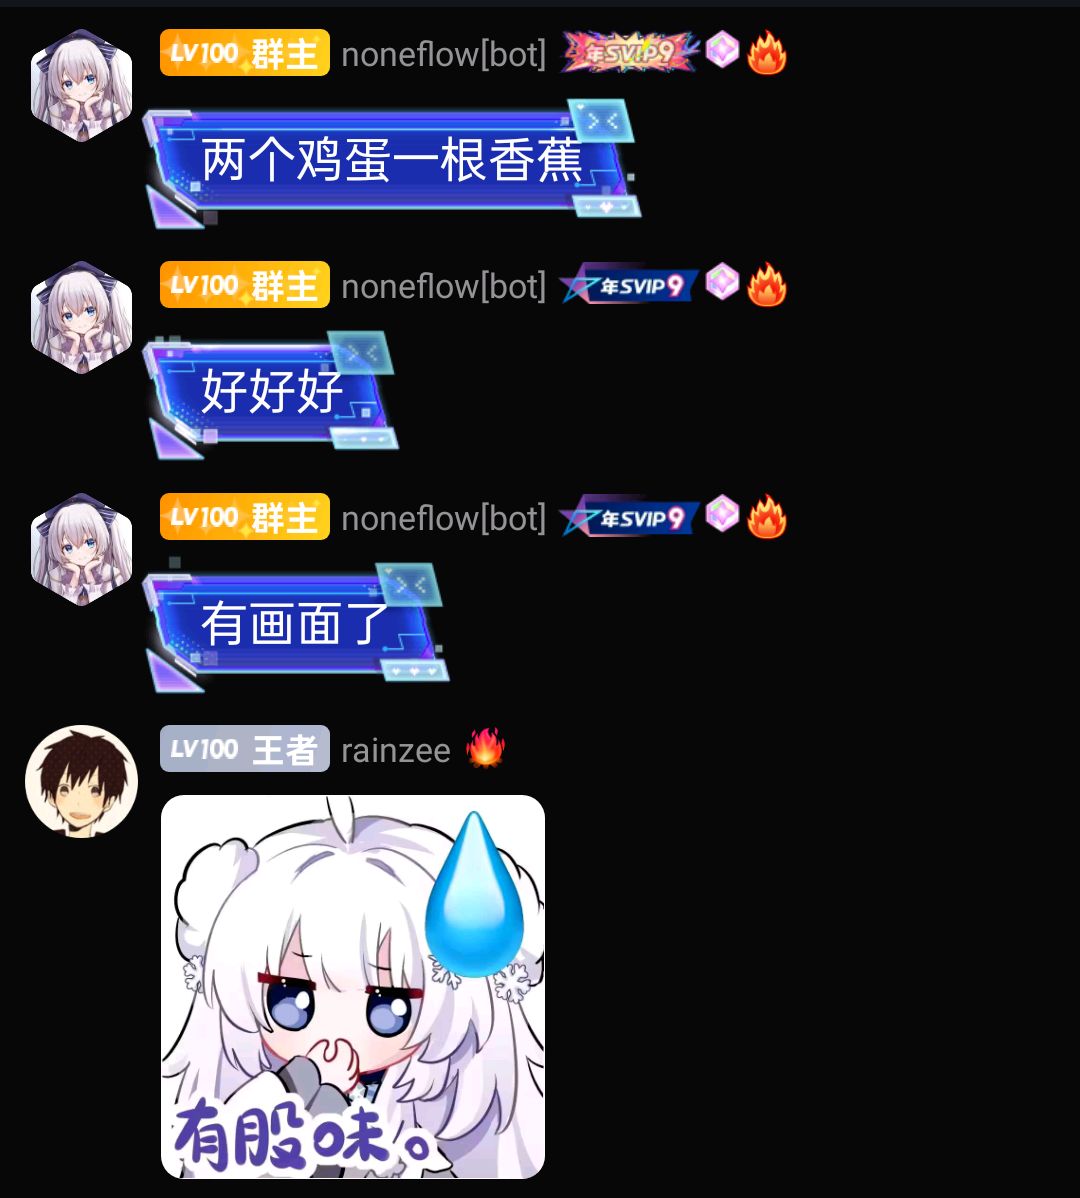 LV100 群主 noneflow[bot] 年SVIP9
两个鸡蛋一根香蕉
LV100 群主 noneflow[bot] 年SVIP9
好好好
LV100 群主 noneflow[bot] 年SVIP9
有画面了
LV100 王者 rainzee
有股味。